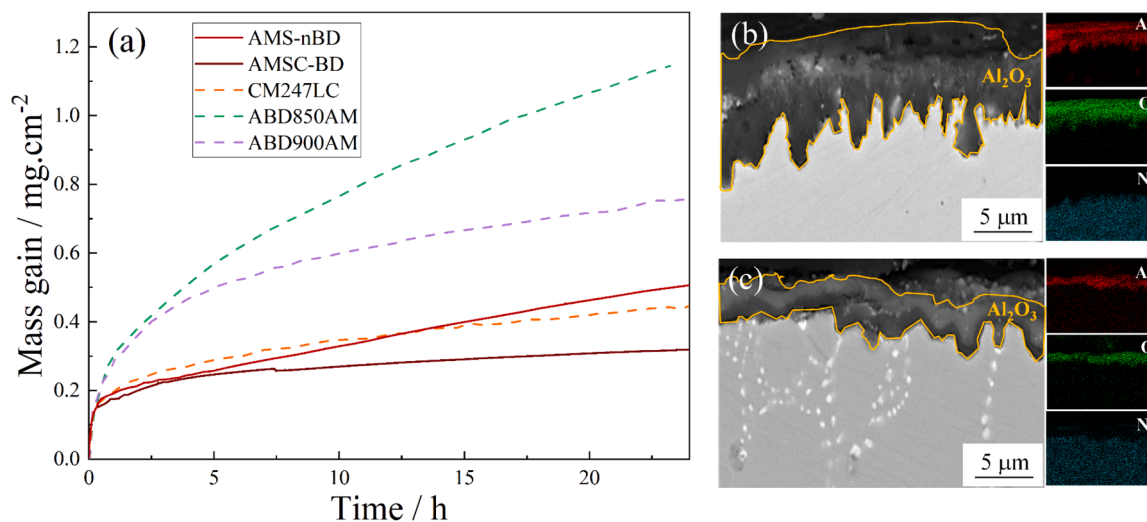 (a)
AMS-nBD
AMSC-BD
CM247LC
ABD850AM
ABD900AM
Mass gain / mg.cm⁻²
1.2
1.0
0.8
0.6
0.4
0.2
0.0
0
5
10
15
20
Time / h
(b)
Al₂O₃
5 μm
(c)
Al₂O₃
5 μm